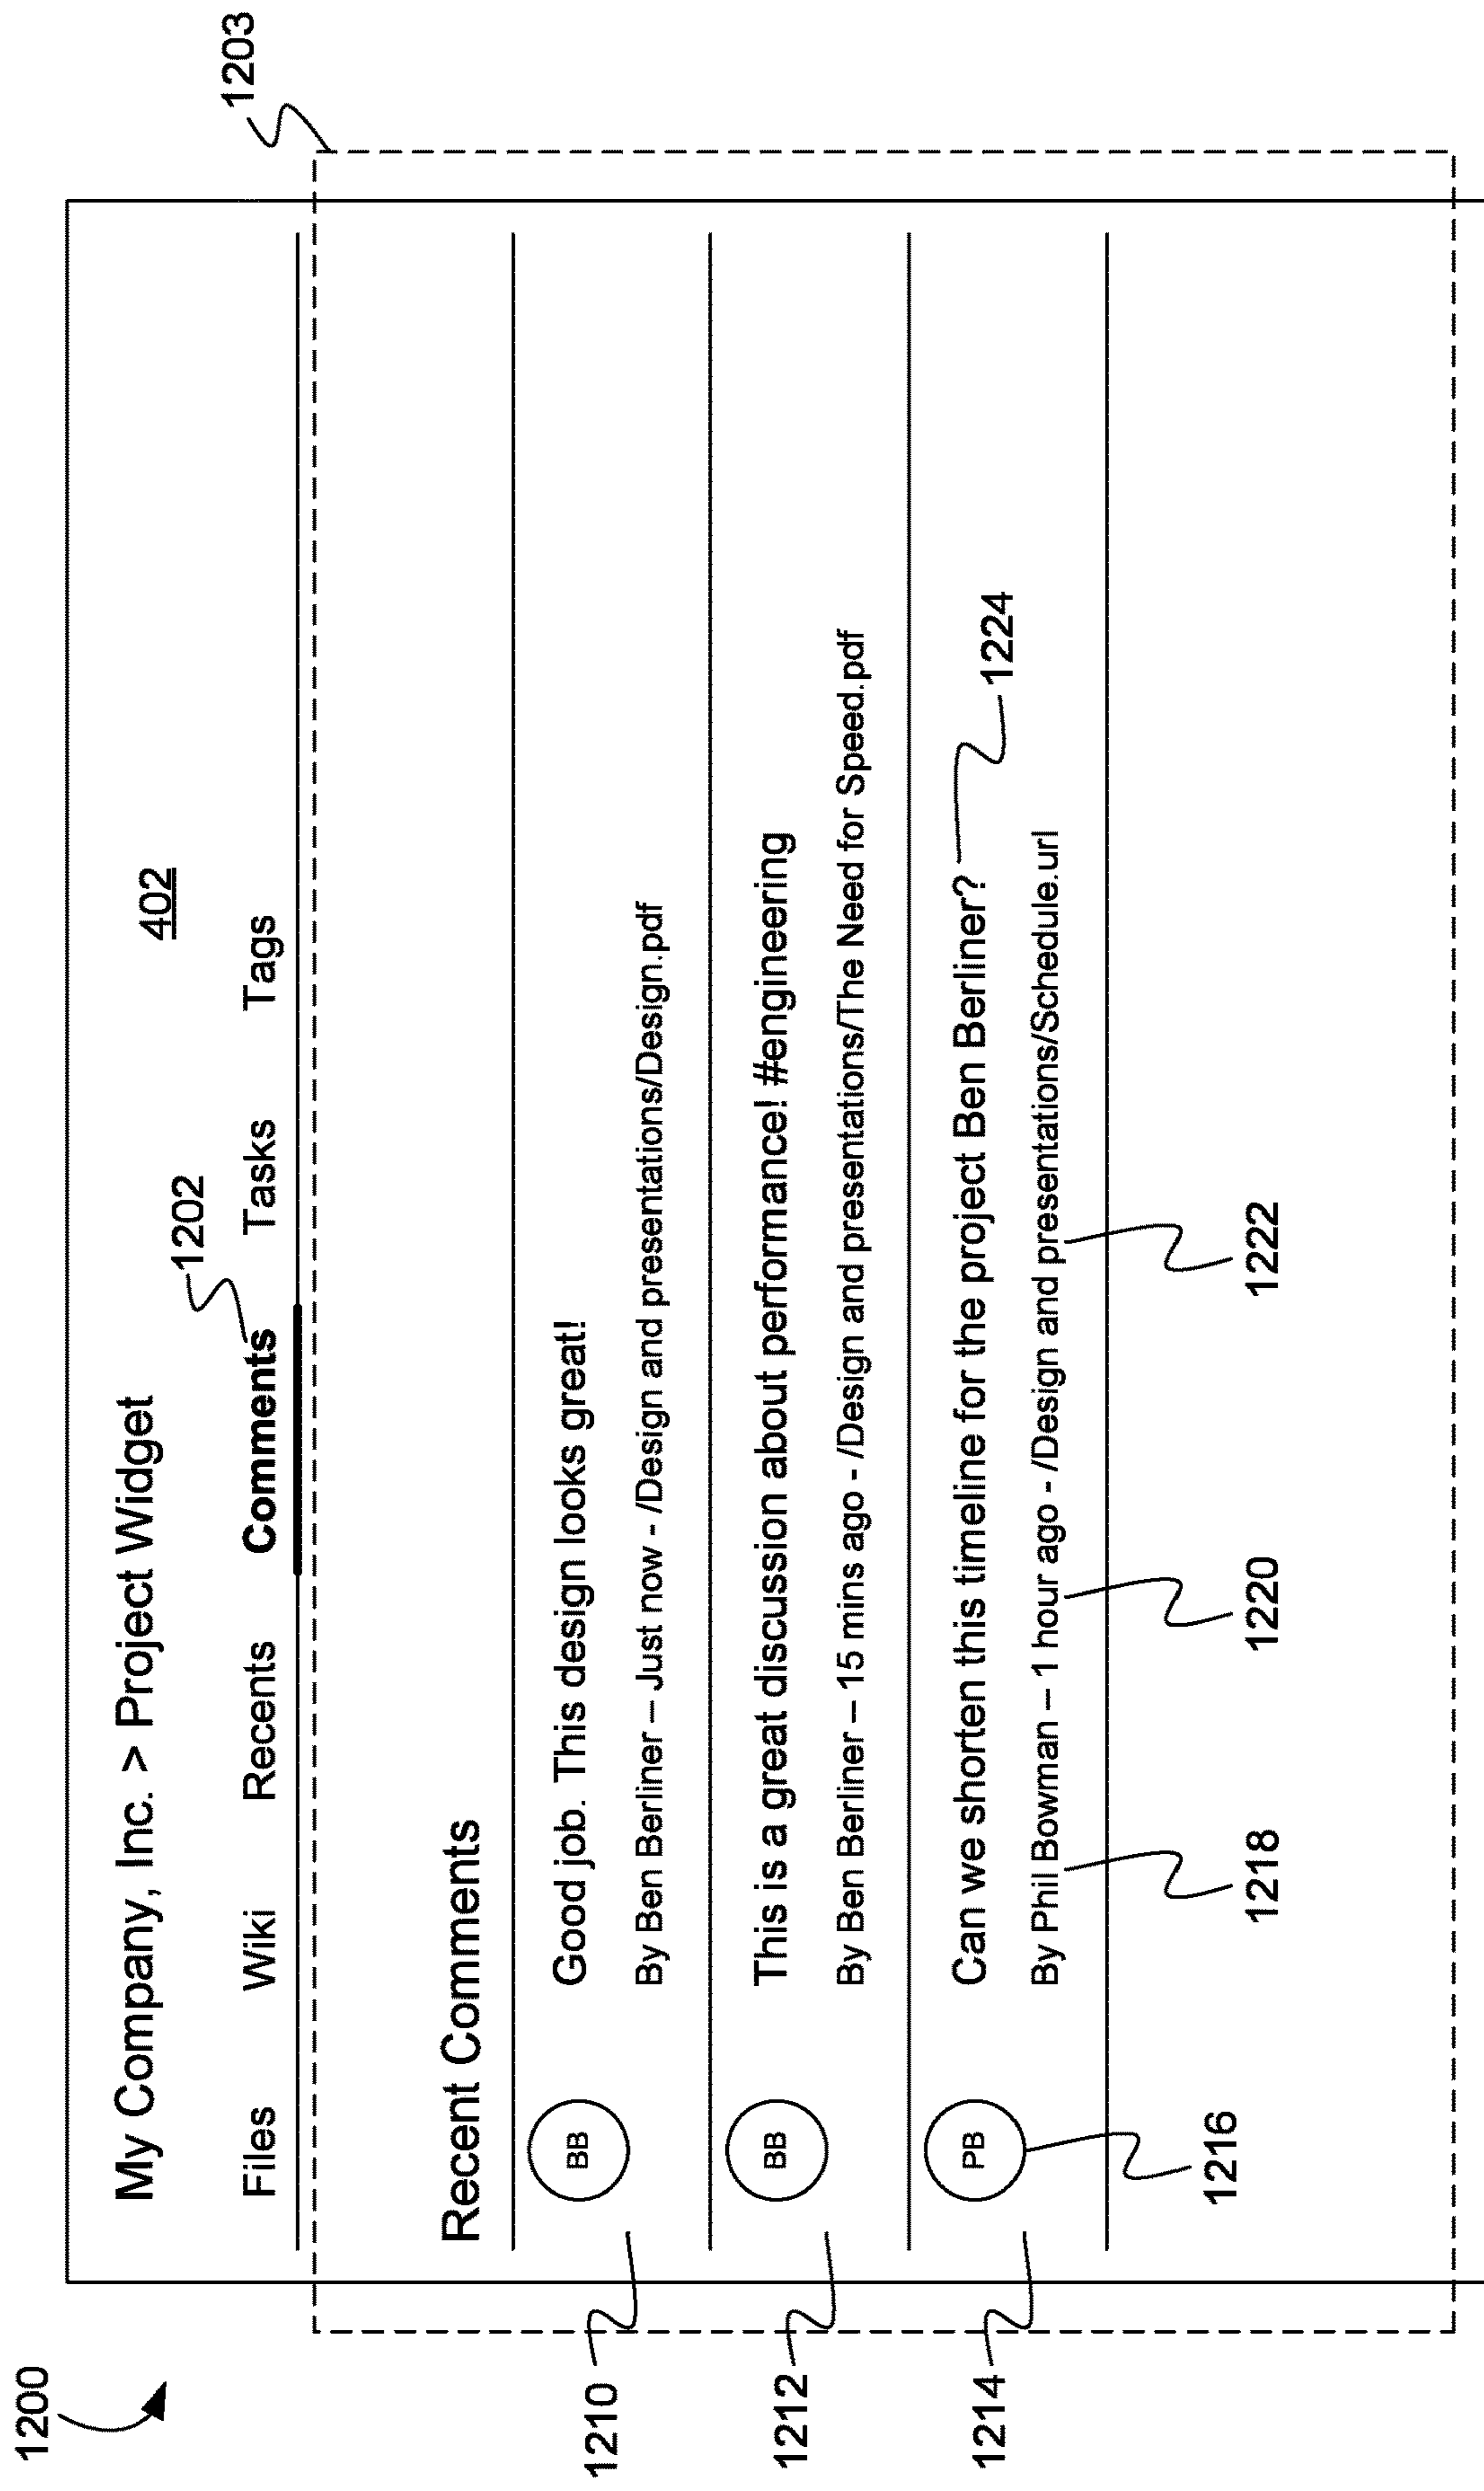 1200
My Company, Inc. > Project Widget
402
1202
1203
Files Wiki Recents Comments Tasks Tags
Recent Comments
BB
Good job. This design looks great!
By Ben Berliner – Just now - /Design and presentations/Design.pdf
1210
BB
This is a great discussion about performance! #engineering
By Ben Berliner – 15 mins ago - /Design and presentations/The Need for Speed.pdf
1212
PB
Can we shorten this timeline for the project Ben Berliner?
1224
By Phil Bowman – 1 hour ago - /Design and presentations/Schedule.url
1214
1216
1218
1220
1222